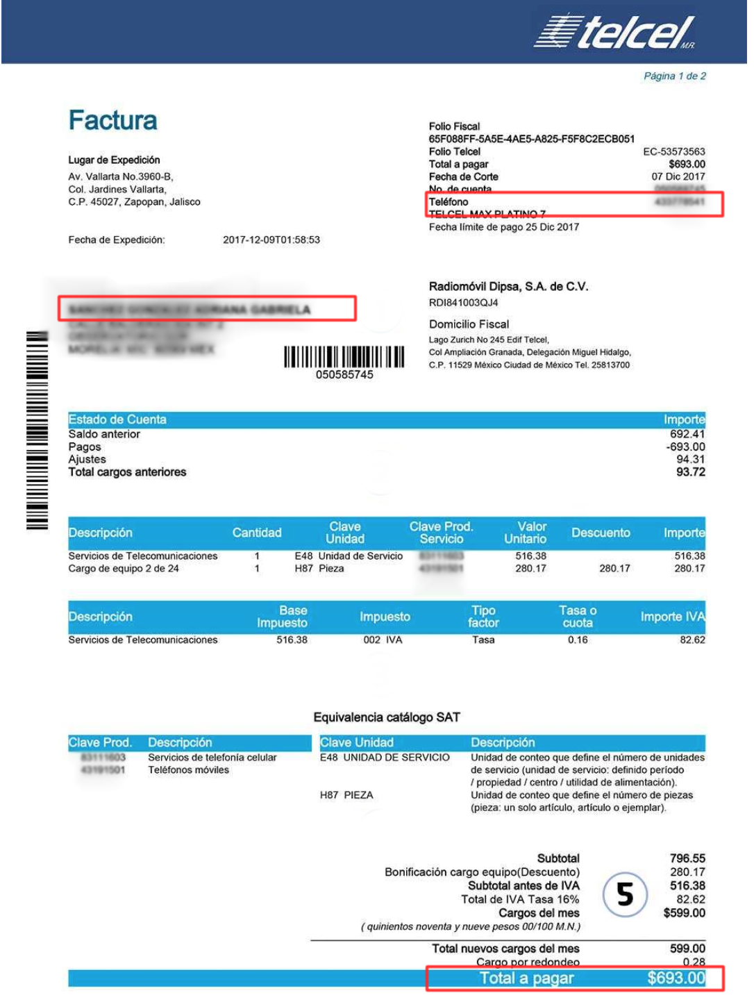 telcel M.R.
Página 1 de 2
Factura
Lugar de Expedición
Av. Vallarta No.3960-B,
Col. Jardines Vallarta,
C.P. 45027, Zapopan, Jalisco
Fecha de Expedición: 2017-12-09T01:58:53
Folio Fiscal
65F088FF-5A5E-4AE5-A825-F5F8C2ECB051
Folio Telcel EC-53573563
Total a pagar $693.00
Fecha de Corte 07 Dic 2017
No. de cuenta
Teléfono
TELCEL MAX PLATINO 7
Fecha límite de pago 25 Dic 2017
ADRIANA GABRIELA
MEX
050585745
Radiomóvil Dipsa, S.A. de C.V.
RDI841003QJ4
Domicilio Fiscal
Lago Zurich No 245 Edif Telcel,
Col Ampliación Granada, Delegación Miguel Hidalgo,
C.P. 11529 México Ciudad de México Tel. 25813700
Estado de Cuenta Importe
Saldo anterior 692.41
Pagos -693.00
Ajustes 94.31
Total cargos anteriores 93.72
Descripción Cantidad Clave Unidad Clave Prod. Servicio Valor Unitario Descuento Importe
Servicios de Telecomunicaciones 1 E48 Unidad de Servicio 516.38 516.38
Cargo de equipo 2 de 24 1 H87 Pieza 280.17 280.17 280.17
Descripción Base Impuesto Impuesto Tipo factor Tasa o cuota Importe IVA
Servicios de Telecomunicaciones 516.38 002 IVA Tasa 0.16 82.62
Equivalencia catálogo SAT
Clave Prod. Descripción
Servicios de telefonía celular
43191501 Teléfonos móviles
Clave Unidad Descripción
E48 UNIDAD DE SERVICIO Unidad de conteo que define el número de unidades
de servicio (unidad de servicio: definido período
/ propiedad / centro / utilidad de alimentación).
H87 PIEZA Unidad de conteo que define el número de piezas
(pieza: un solo artículo, artículo o ejemplar).
Subtotal 796.55
Bonificación cargo equipo(Descuento) 280.17
Subtotal antes de IVA 516.38
5
Total de IVA Tasa 16% 82.62
Cargos del mes $599.00
( quinientos noventa y nueve pesos 00/100 M.N.)
Total nuevos cargos del mes 599.00
Cargo por redondeo 0.28
Total a pagar $693.00